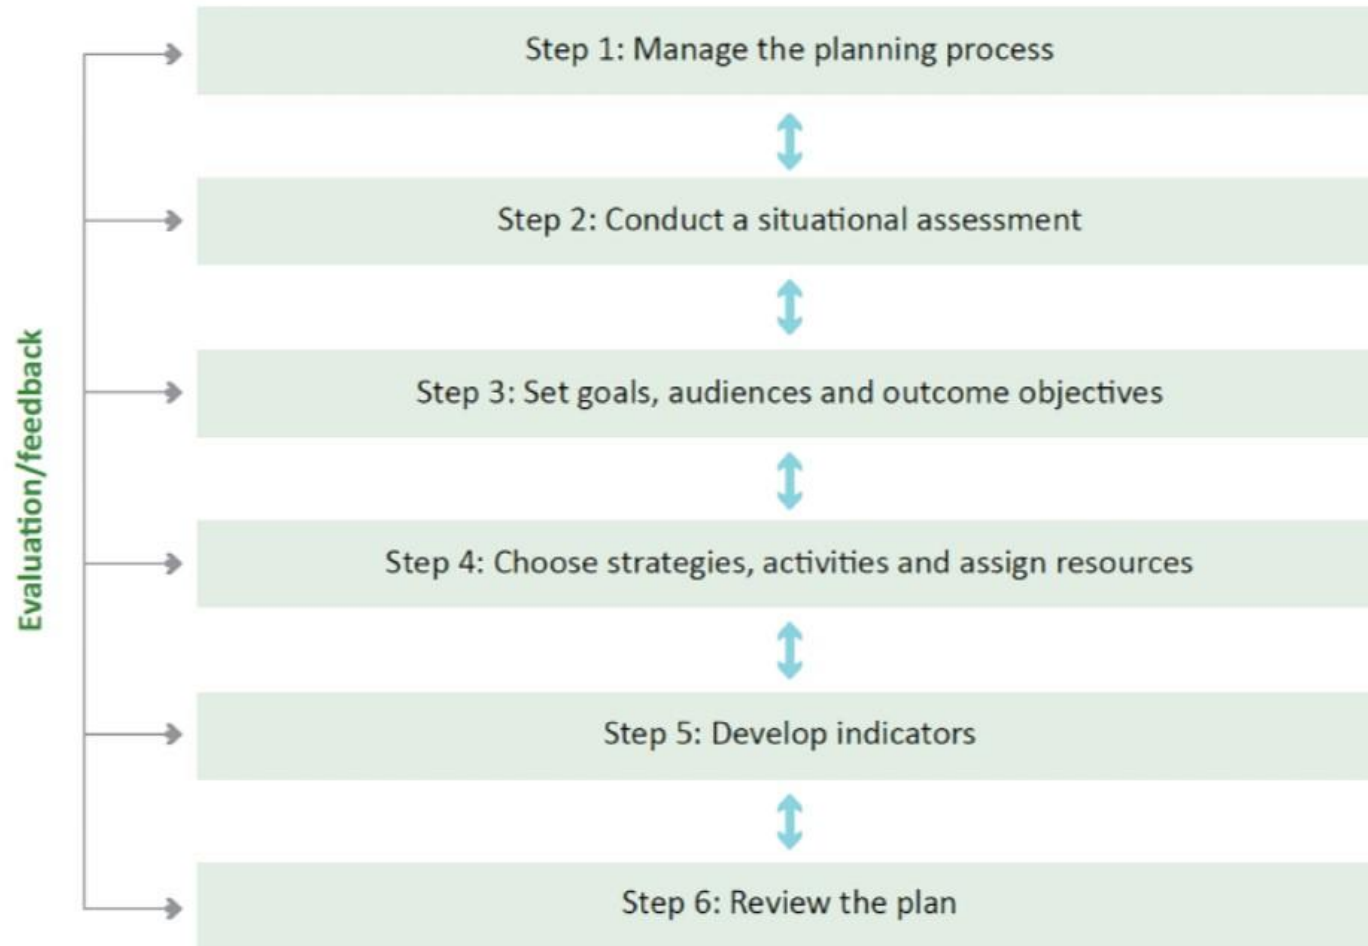 Step 1: Manage the planning process
Step 2: Conduct a situational assessment
Step 3: Set goals, audiences and outcome objectives
Step 4: Choose strategies, activities and assign resources
Step 5: Develop indicators
Step 6: Review the plan
Evaluation/feedback